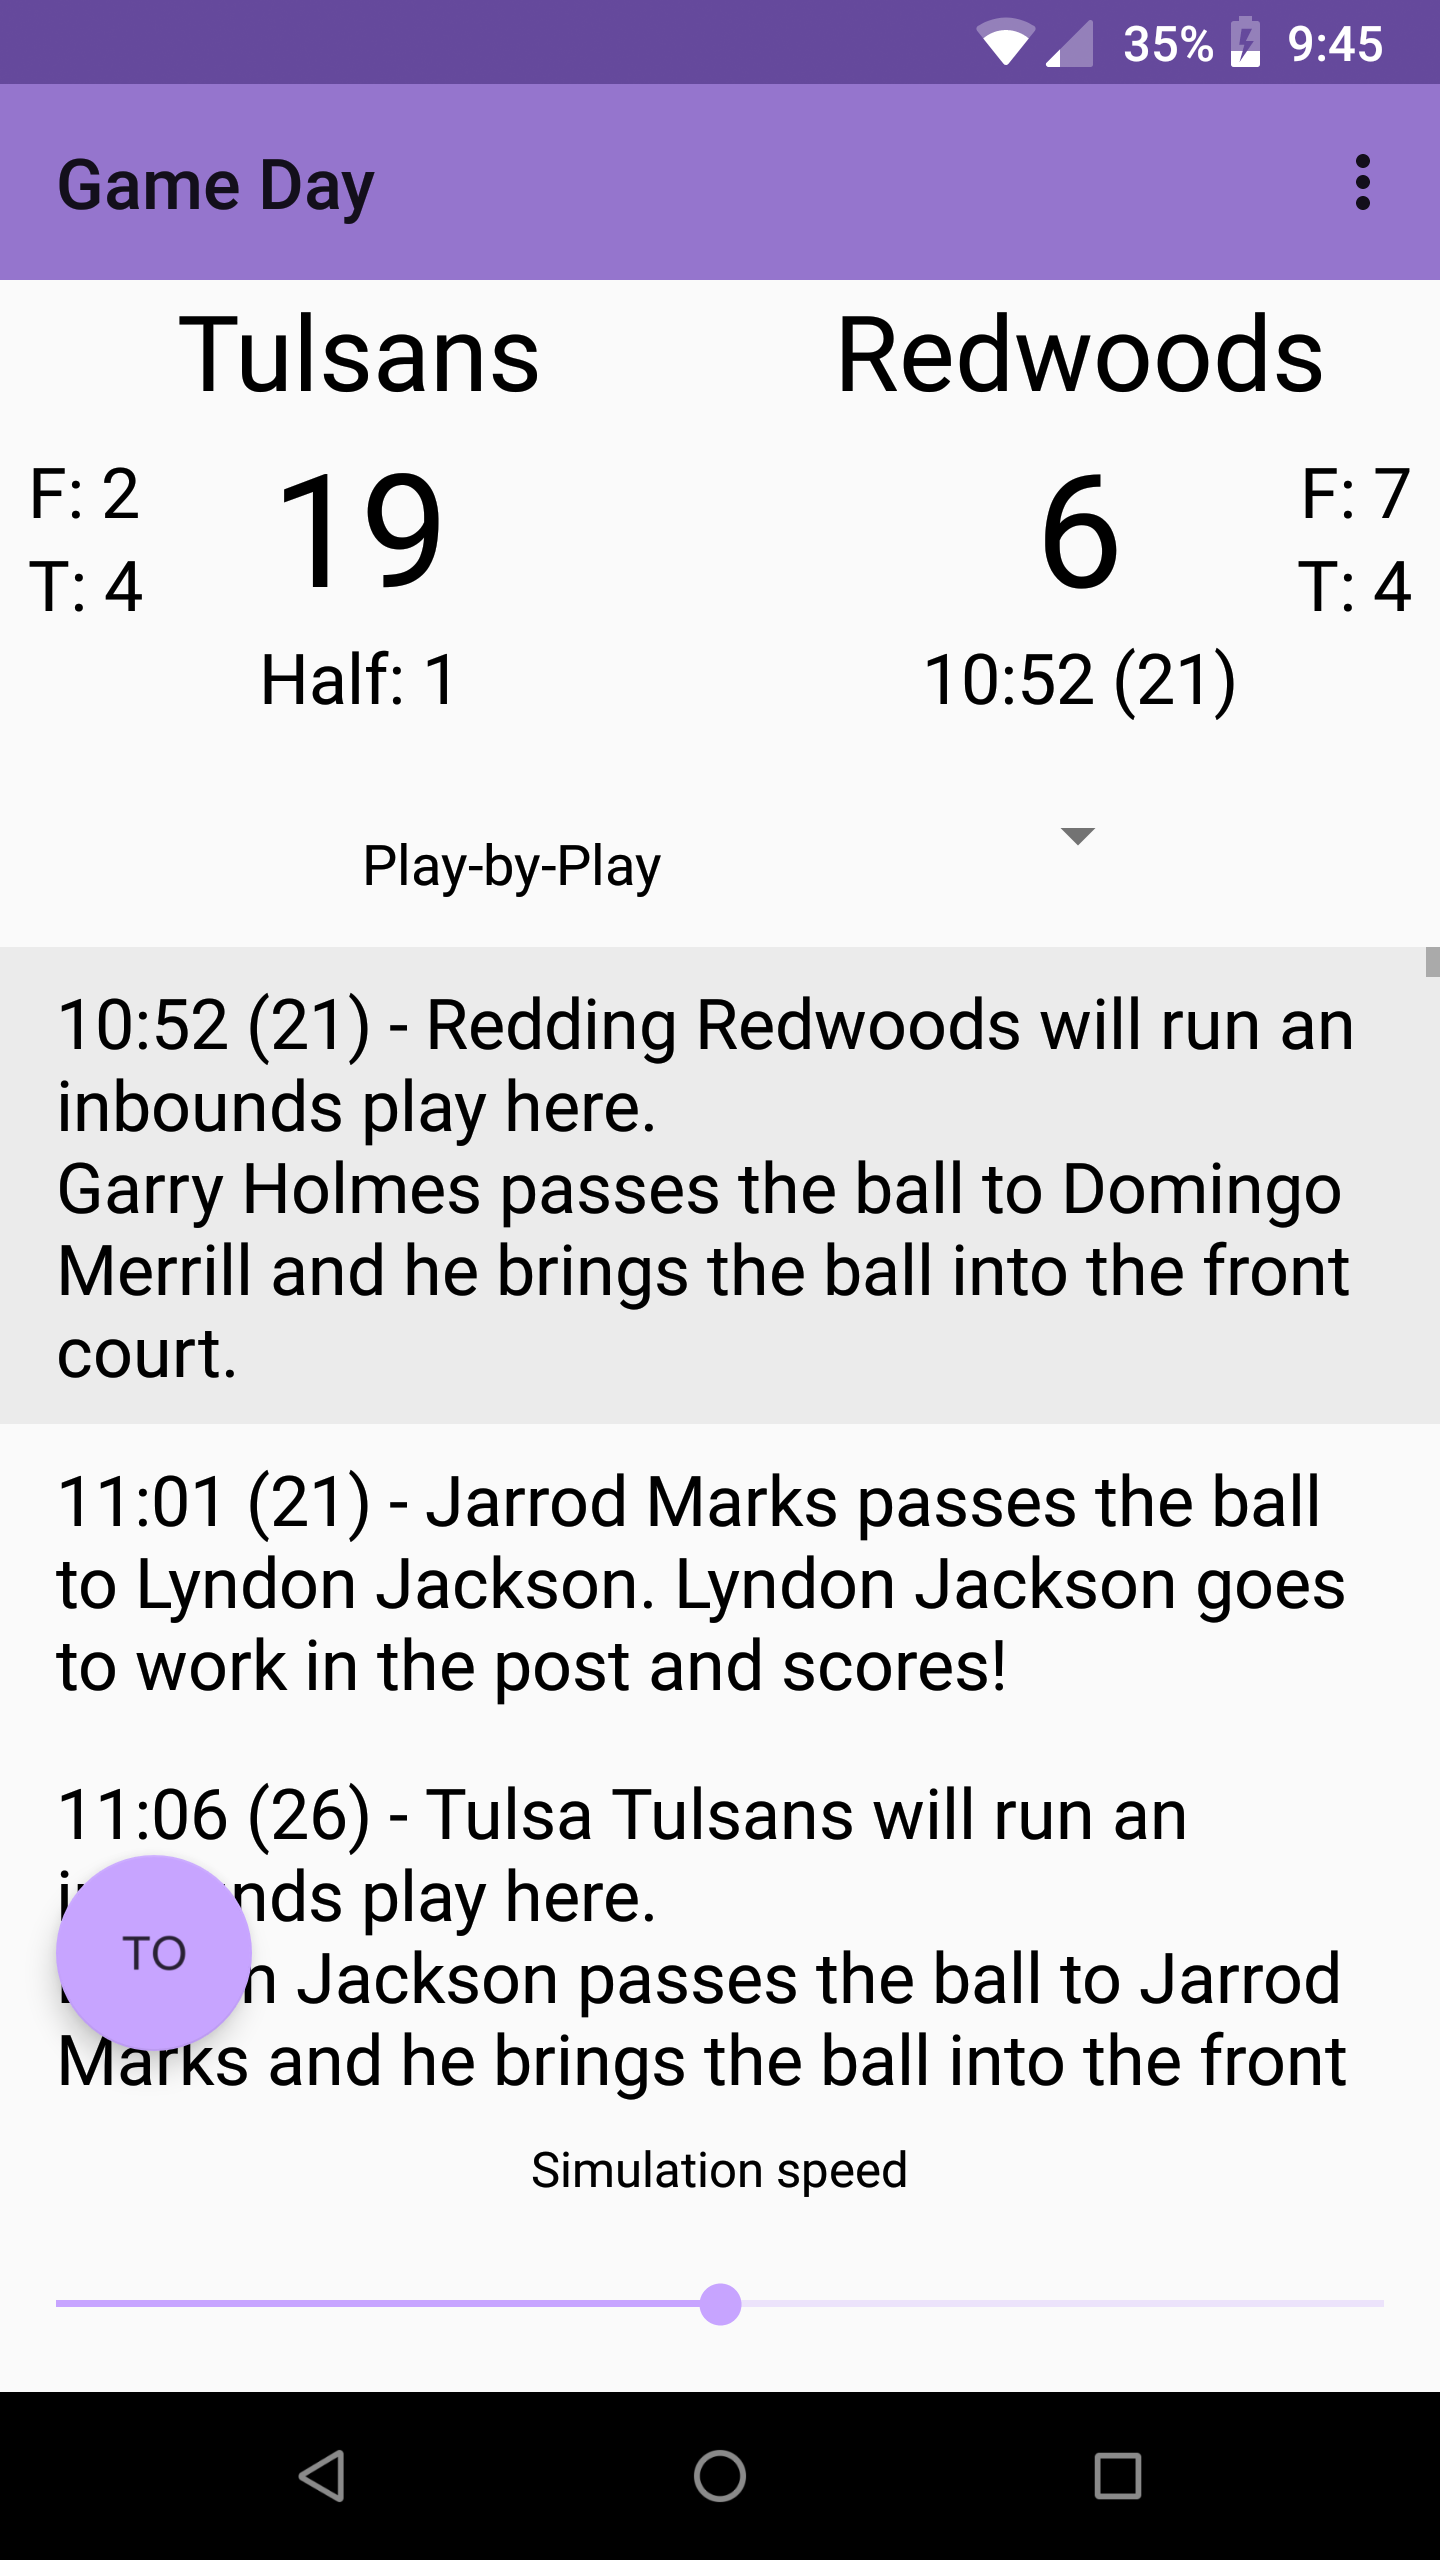 35% 9:45
Game Day
Tulsans Redwoods
F: 2 19 6 F: 7
T: 4 T: 4
Half: 1 10:52 (21)
Play-by-Play
10:52 (21) - Redding Redwoods will run an
inbounds play here.
Garry Holmes passes the ball to Domingo
Merrill and he brings the ball into the front
court.
11:01 (21) - Jarrod Marks passes the ball
to Lyndon Jackson. Lyndon Jackson goes
to work in the post and scores!
11:06 (26) - Tulsa Tulsans will run an
play here.
TO
Jackson passes the ball to Jarrod
Marks and he brings the ball into the front
Simulation speed